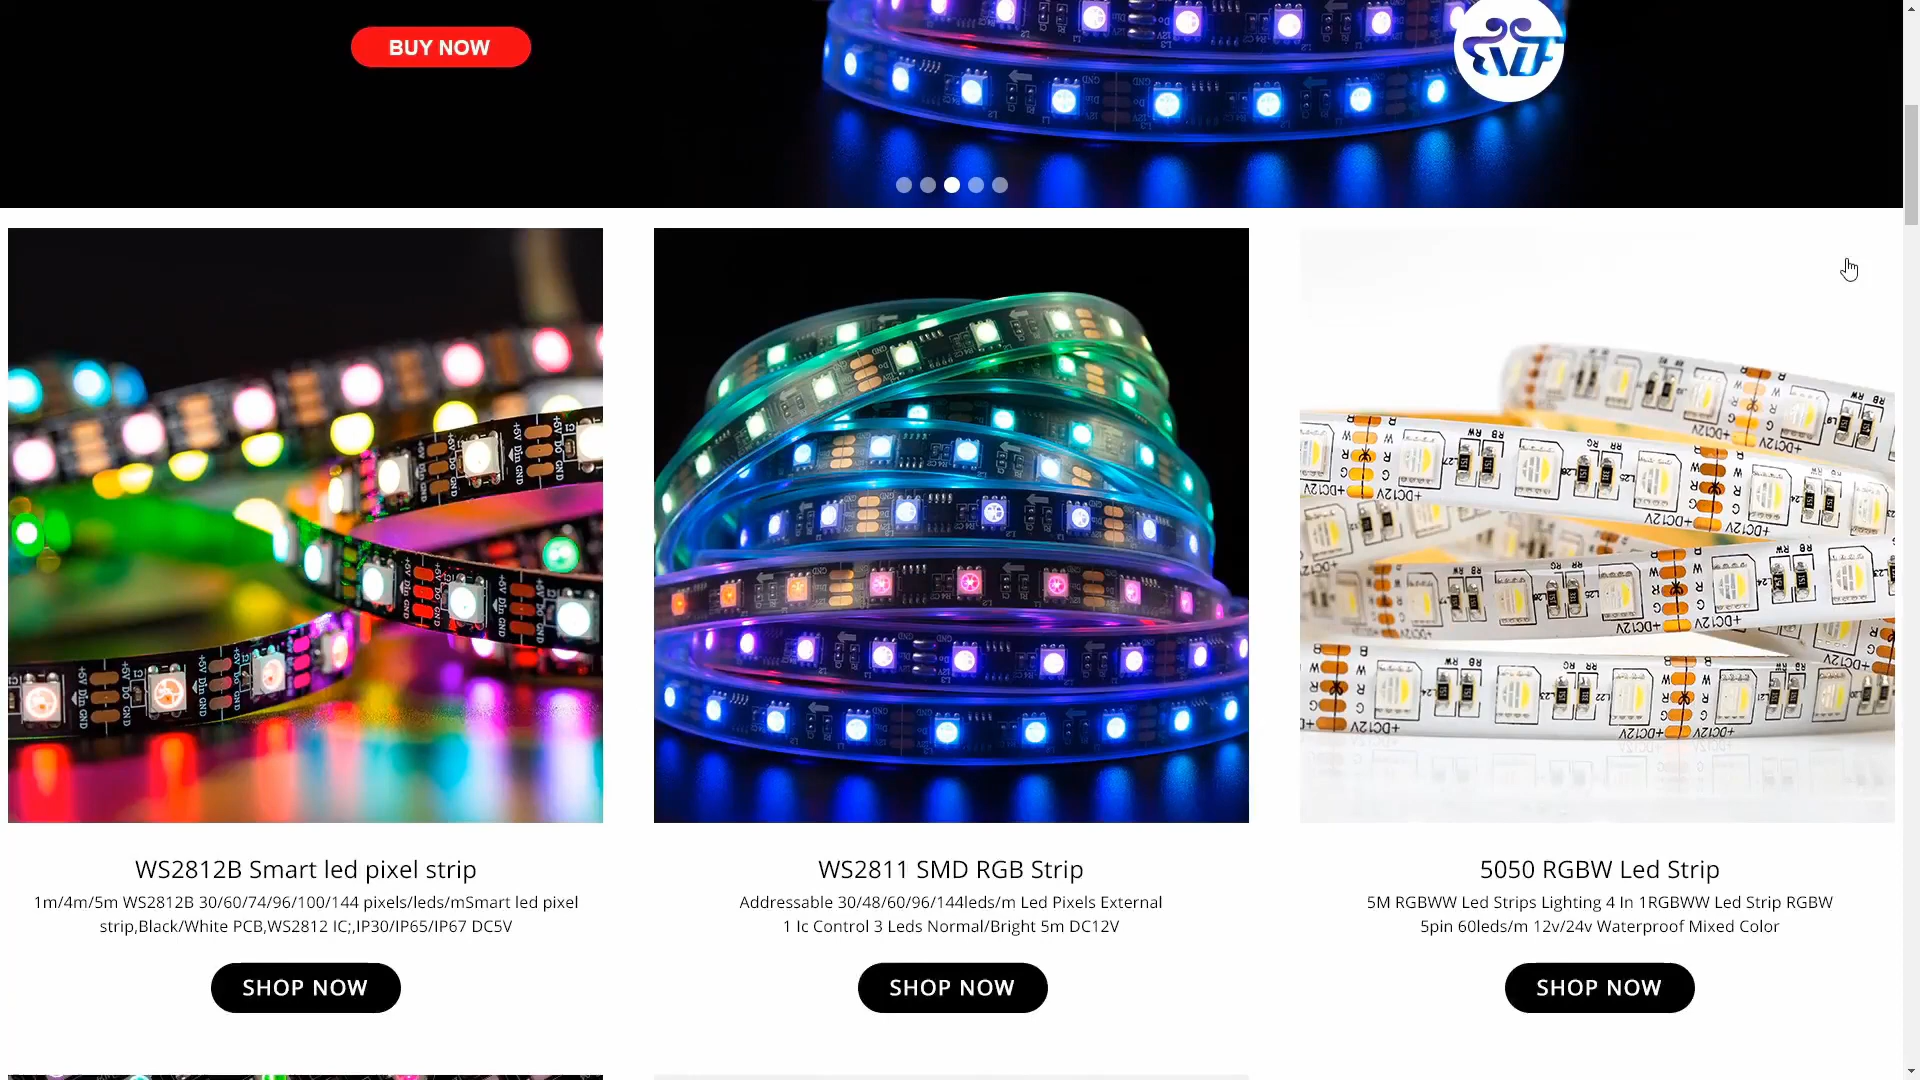 BUY NOW
WS2812B Smart led pixel strip
1m/4m/5m WS2812B 30/60/74/96/100/144 pixels/leds/mSmart led pixel
strip,Black/White PCB,WS2812 IC;,IP30/IP65/IP67 DC5V
SHOP NOW
WS2811 SMD RGB Strip
Addressable 30/48/60/96/144leds/m Led Pixels External
1 Ic Control 3 Leds Normal/Bright 5m DC12V
SHOP NOW
5050 RGBW Led Strip
5M RGBWW Led Strips Lighting 4 In 1RGBWW Led Strip RGBW
5pin 60leds/m 12v/24v Waterproof Mixed Color
SHOP NOW